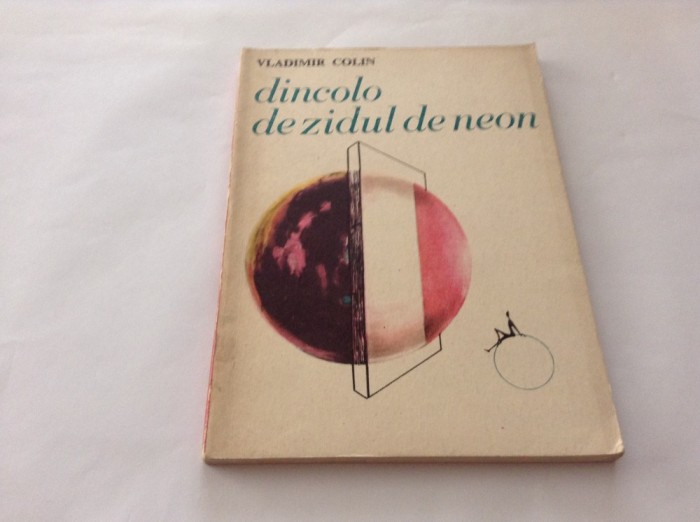 VLADIMIR COLIN
dincolo
de zidul de neon